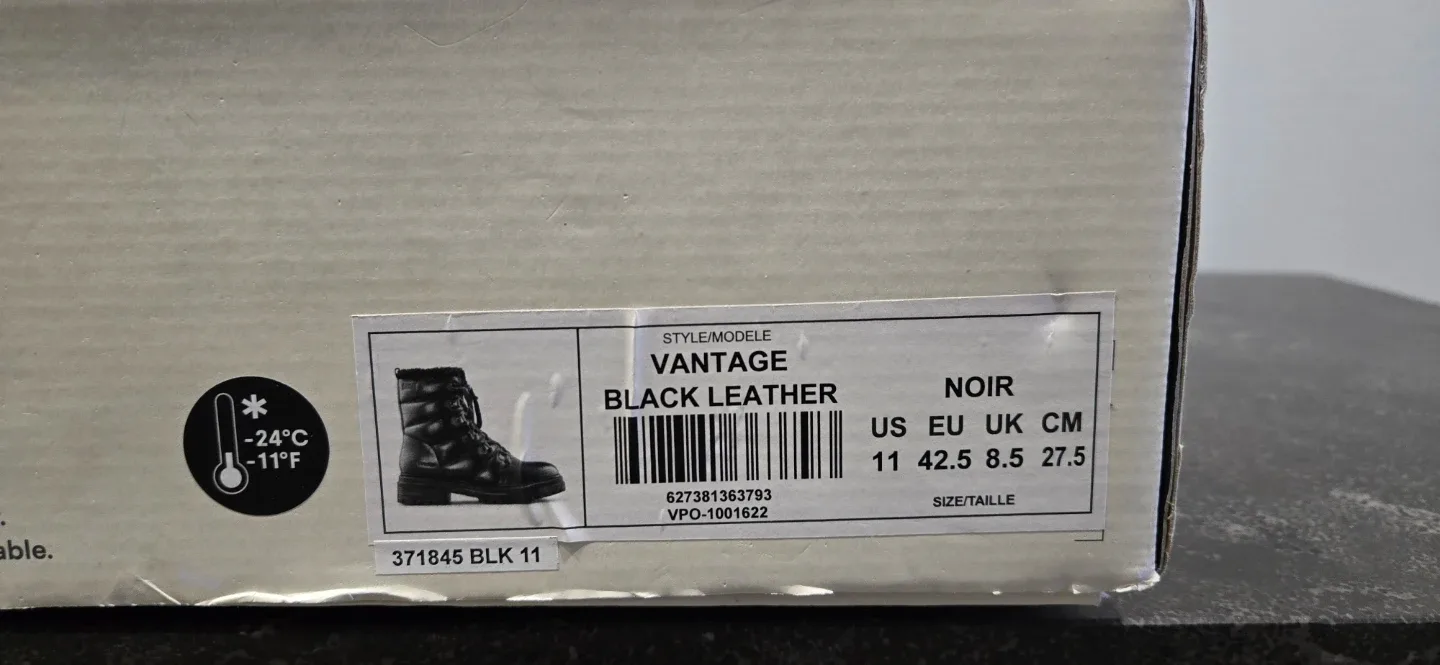 able.
-24°C
-11°F
STYLE/MODELE
VANTAGE
BLACK LEATHER
627381363793
VPO-1001622
NOIR
US EU UK CM
11 42.5 8.5 27.5
SIZE/TAILLE
371845 BLK 11